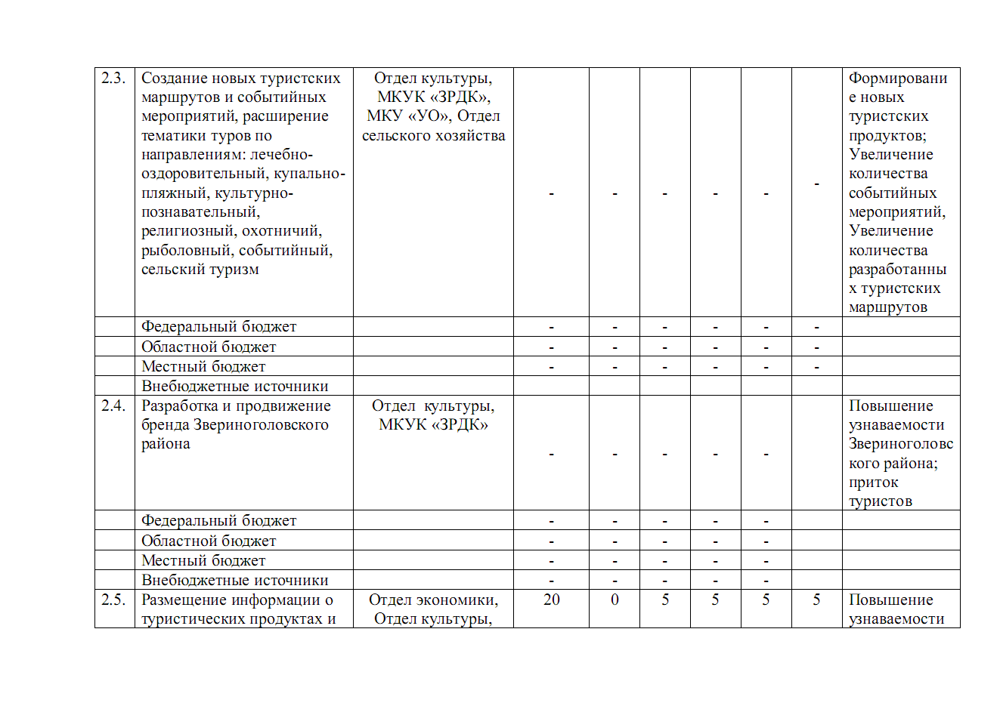 2.3.
Создание новых туристских
маршрутов и событийных
мероприятий, расширение
тематики туров по
направлениям: лечебно-
оздоровительный, купально-
пляжный, культурно-
познавательный,
религиозный, охотничий,
рыболовный, событийный,
сельский туризм
Отдел культуры,
МКУК «ЗРДК»,
МКУ «УО», Отдел
сельского хозяйства
- - - - - -
Формировани
е новых
туристских
продуктов;
Увеличение
количества
событийных
мероприятий,
Увеличение
количества
разработанны
х туристских
маршрутов
Федеральный бюджет - - - - - -
Областной бюджет - - - - - -
Местный бюджет - - - - - -
Внебюджетные источники
2.4.
Разработка и продвижение
бренда Звериноголовского
района
Отдел культуры,
МКУК «ЗРДК»
- - - - -
Повышение
узнаваемости
Звериноголовс
кого района;
приток
туристов
Федеральный бюджет - - - - -
Областной бюджет - - - - -
Местный бюджет - - - - -
Внебюджетные источники - - - - -
2.5.
Размещение информации о
туристических продуктах и
Отдел экономики,
Отдел культуры,
20 0 5 5 5 5
Повышение
узнаваемости